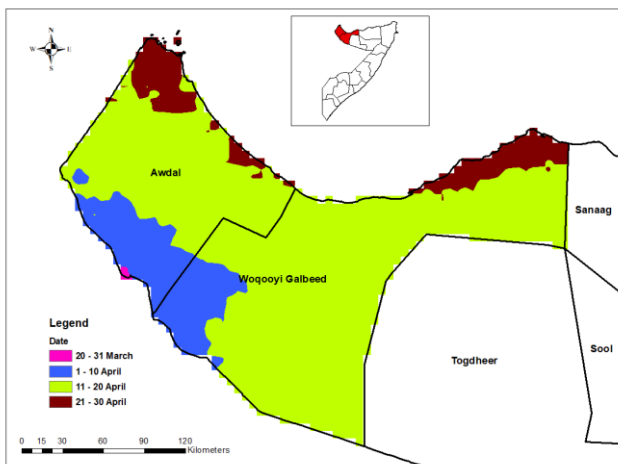 N
W E
S
Awdal
Sanaag
Woqooyi Galbeed
Togdheer
Sool
Legend
Date
20 - 31 March
1 - 10 April
11 - 20 April
21 - 30 April
0 15 30 60 90 120
Kilometers